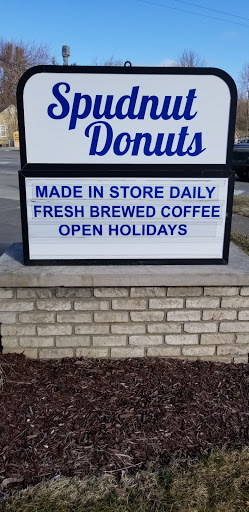 Spudnut
Donuts
MADE IN STORE DAILY
FRESH BREWED COFFEE
OPEN HOLIDAYS